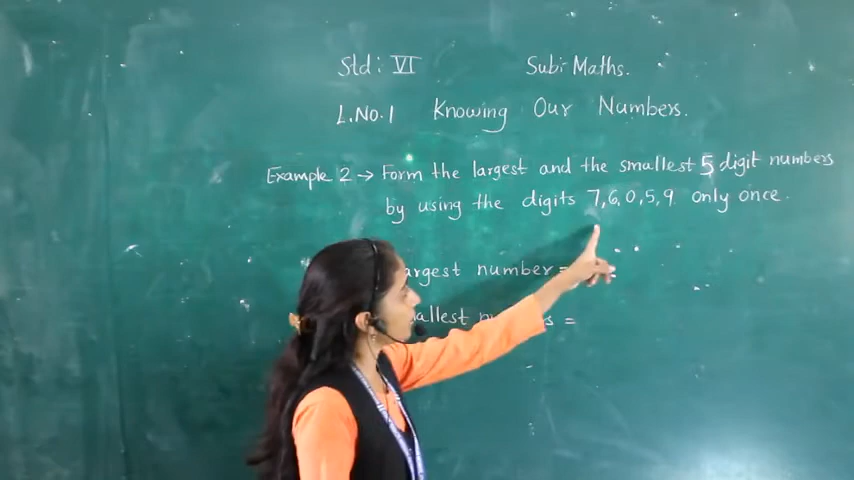 Std: VI Sub:- Maths.
L.No.1 Knowing Our Numbers.
Example 2 → Form the largest and the smallest 5 digit numbers
by using the digits 7,6,0,5,9 only once.
number =
=